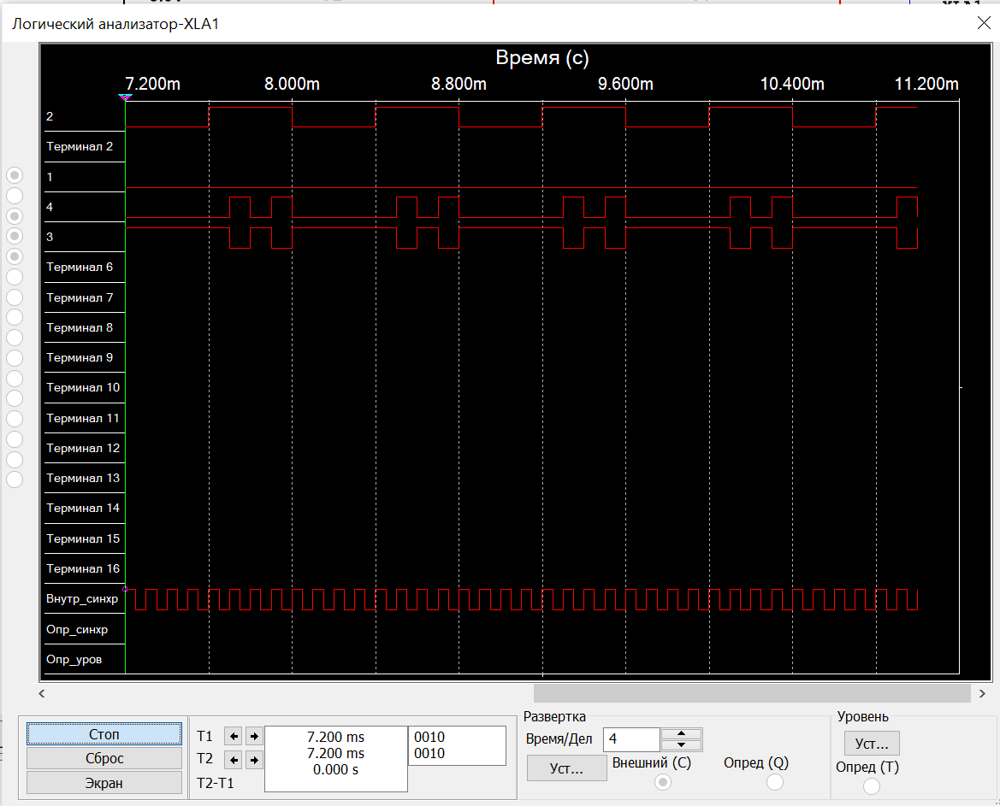 Логический анализатор-XLA1
Время (с)
7.200m 8.000m 8.800m 9.600m 10.400m 11.200m
2
Терминал 2
1
4
3
Терминал 6
Терминал 7
Терминал 8
Терминал 9
Терминал 10
Терминал 11
Терминал 12
Терминал 13
Терминал 14
Терминал 15
Терминал 16
Внутр_синхр
Опр_синхр
Опр_уров
Стоп
Сброс
Экран
T1
T2
T2-T1
7.200 ms
7.200 ms
0.000 s
0010
0010
Развертка
Время/Дел 4
Уст...
Внешний (C)
Опред (Q)
Уровень
Уст...
Опред (T)